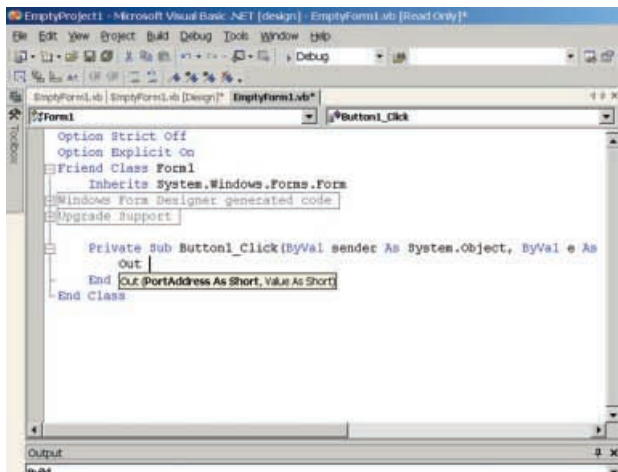 EmptyProject1 - Microsoft Visual Basic .NET [design] - EmptyForm1.vb [Read Only]*
File Edit View Project Build Debug Tools Window Help
Debug
EmptyForm1.vb | EmptyForm1.vb [Design]* EmptyForm1.vb*
Toolbox
Form1 Button1_Click
Option Strict Off
Option Explicit On
Friend Class Form1
Inherits System.Windows.Forms.Form
Windows Form Designer generated code
Upgrade Support
Private Sub Button1_Click(ByVal sender As System.Object, ByVal e As
Out
End
Out (PortAddress As Short, Value As Short)
End Class
Output
Build